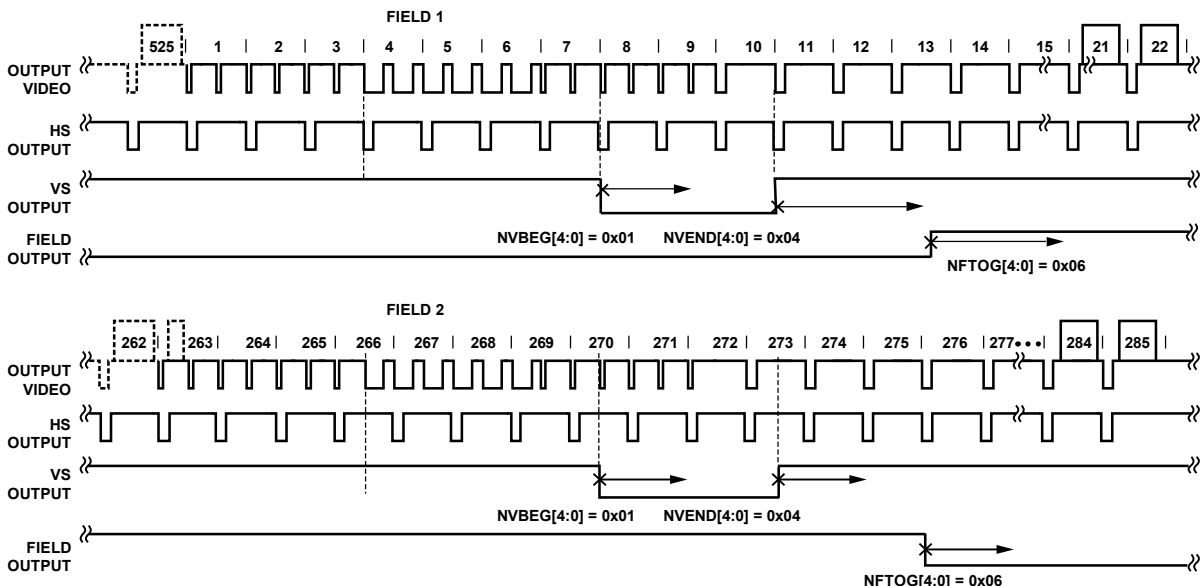 FIELD 1
525 1 2 3 4 5 6 7 8 9 10 11 12 13 14 15 21 22
OUTPUT
VIDEO
HS
OUTPUT
VS
OUTPUT
NVBEG[4:0] = 0x01 NVEND[4:0] = 0x04
FIELD
OUTPUT
NFTOG[4:0] = 0x06
FIELD 2
262 263 264 265 266 267 268 269 270 271 272 273 274 275 276 277 284 285
OUTPUT
VIDEO
HS
OUTPUT
VS
OUTPUT
NVBEG[4:0] = 0x01 NVEND[4:0] = 0x04
FIELD
OUTPUT
NFTOG[4:0] = 0x06